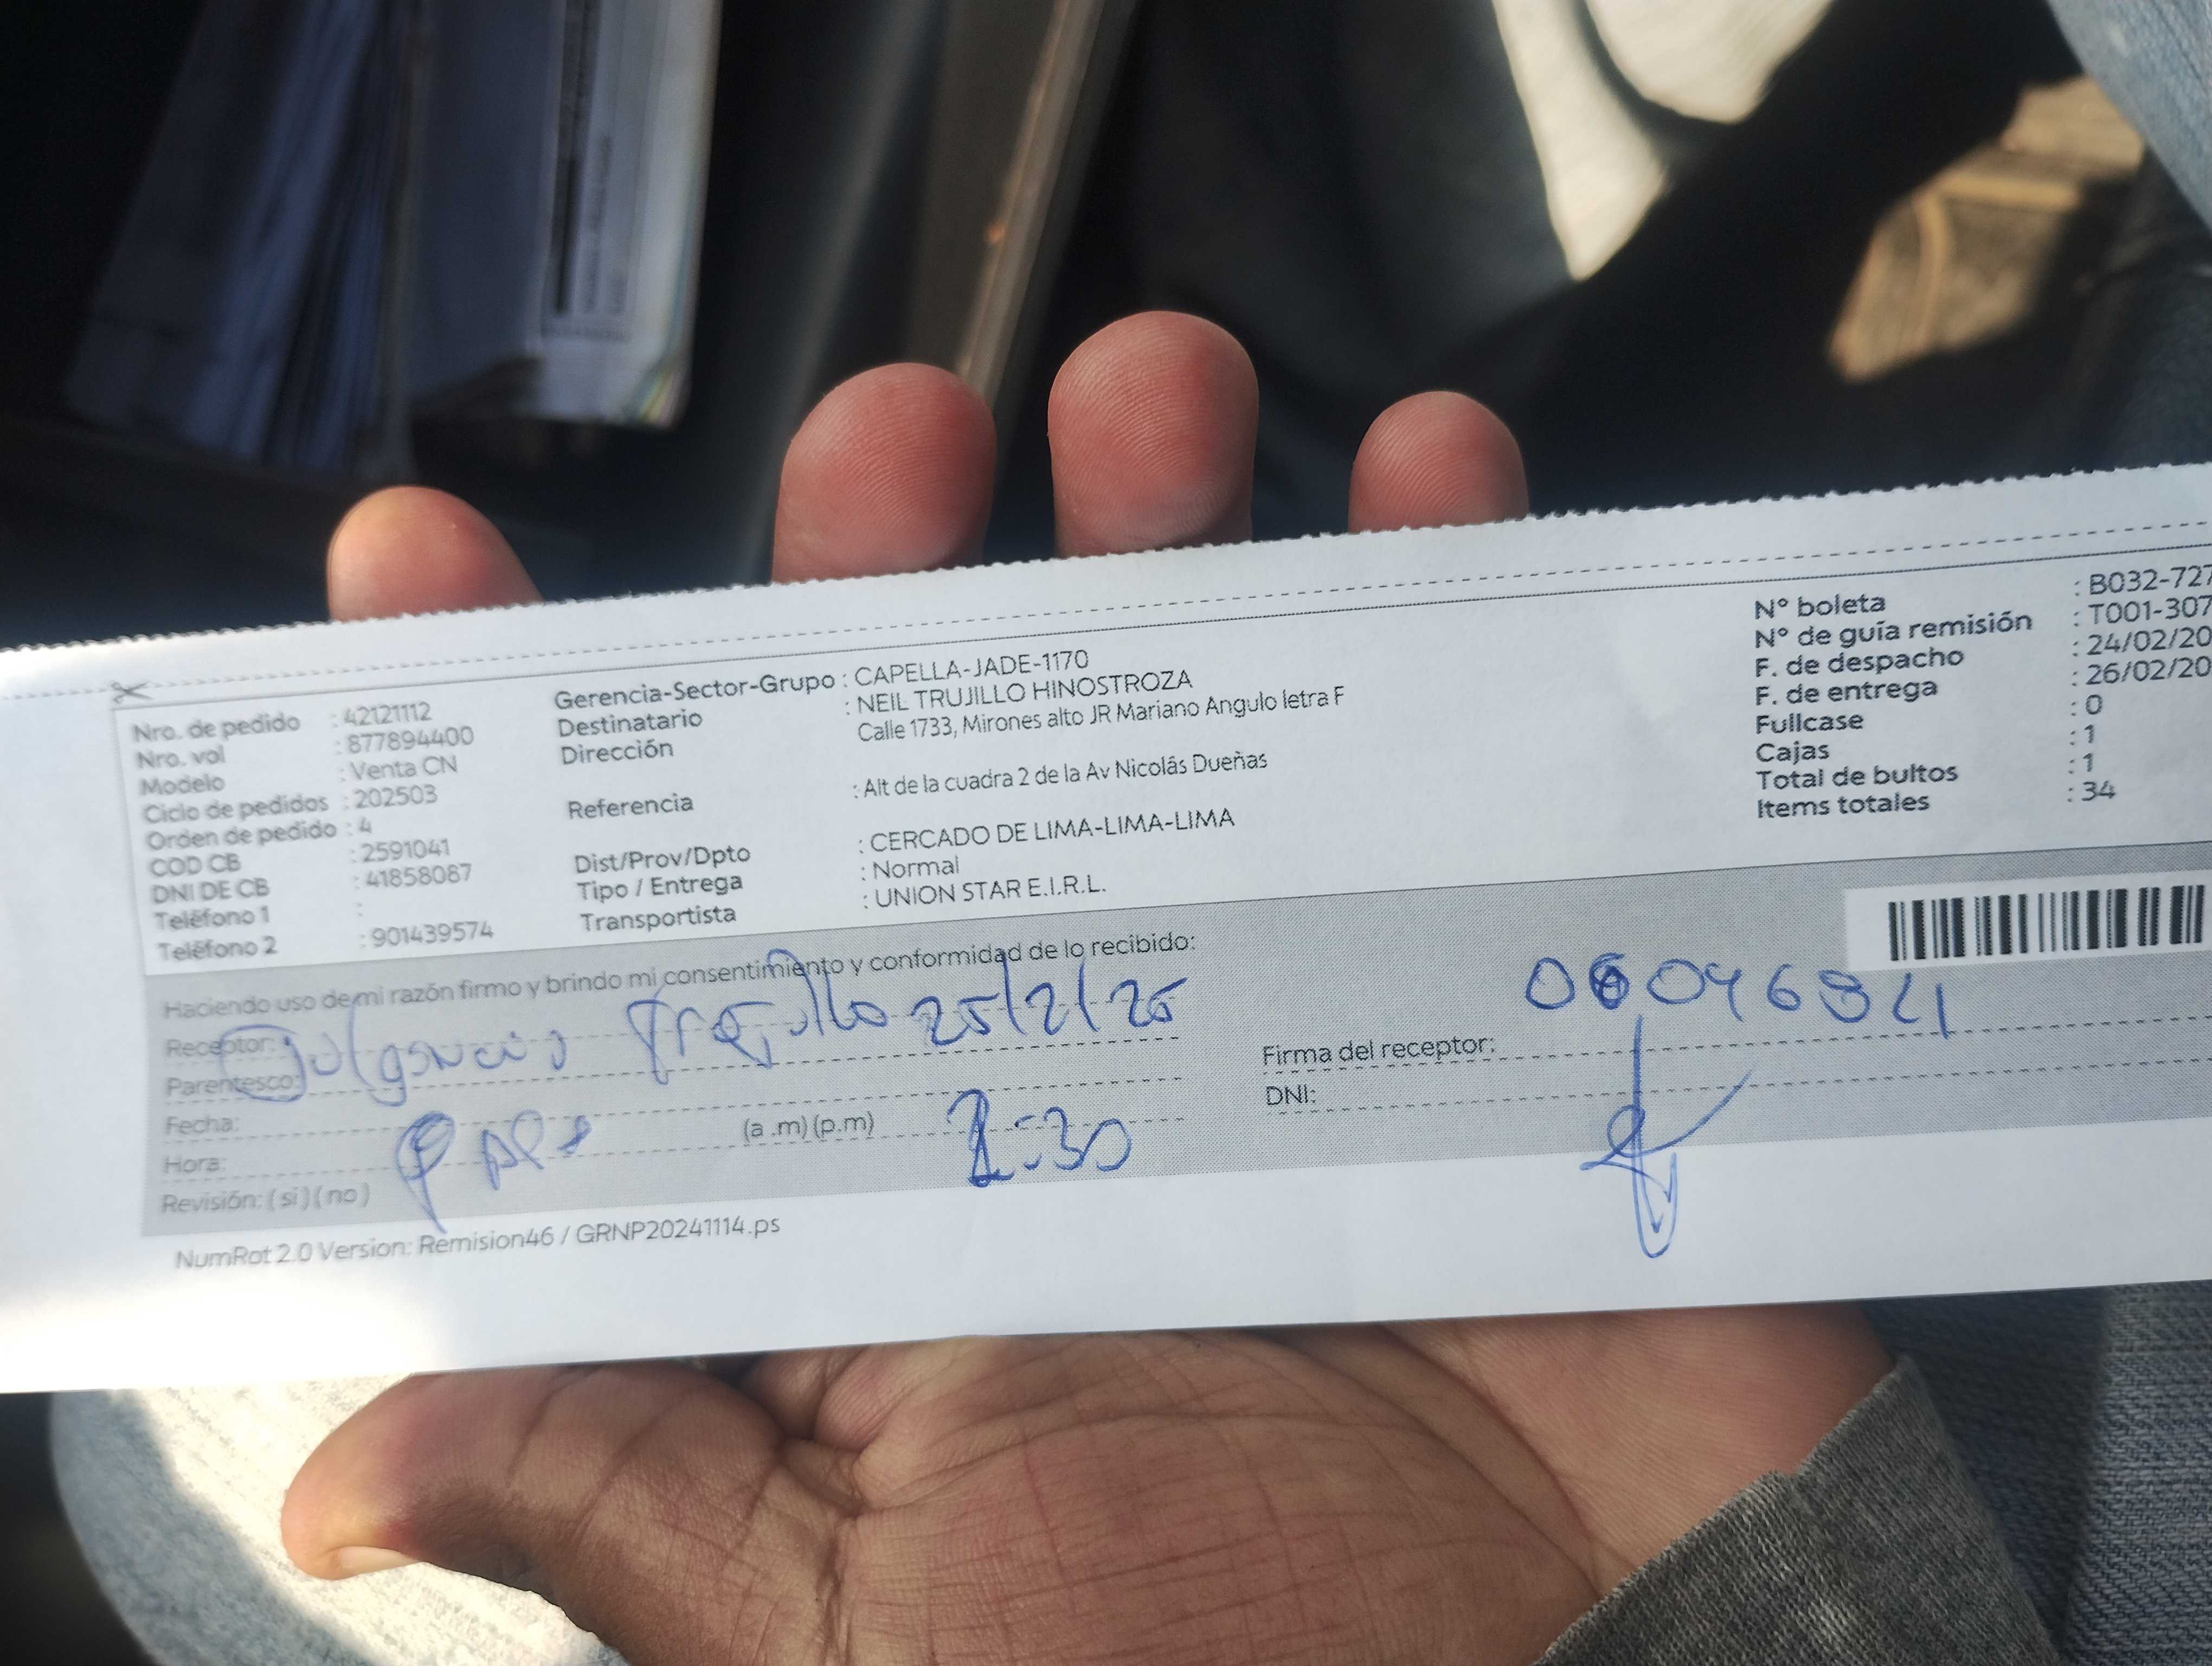 Nro. de pedido : 42121112
Nro. vol : 877894400
Modelo : Venta CN
Ciclo de pedidos : 202503
Orden de pedido : 4
COD CB : 2591041
DNI DE CB : 41858087
Teléfono 1 :
Teléfono 2 : 901439574
Gerencia-Sector-Grupo : CAPELLA-JADE-1170
Destinatario : NEIL TRUJILLO HINOSTROZA
Dirección Calle 1733, Mirones alto JR Mariano Angulo letra F
Referencia : Alt de la cuadra 2 de la Av Nicolás Dueñas
Dist/Prov/Dpto : CERCADO DE LIMA-LIMA-LIMA
Tipo / Entrega : Normal
Transportista : UNION STAR E.I.R.L.
N° boleta : B032-727
N° de guía remisión : T001-307
F. de despacho : 24/02/20
F. de entrega : 26/02/20
Fullcase : 0
Cajas : 1
Total de bultos : 1
Items totales : 34
Haciendo uso de mi razón firmo y brindo mi consentimiento y conformidad de lo recibido:
Receptor: Trujillo 25/2/25
Parentesco:
Fecha:
Hora: (a .m) (p.m) :30
Revisión: ( si ) ( no )
Firma del receptor:
DNI:
NumRot 2.0 Version: Remision46 / GRNP20241114.ps